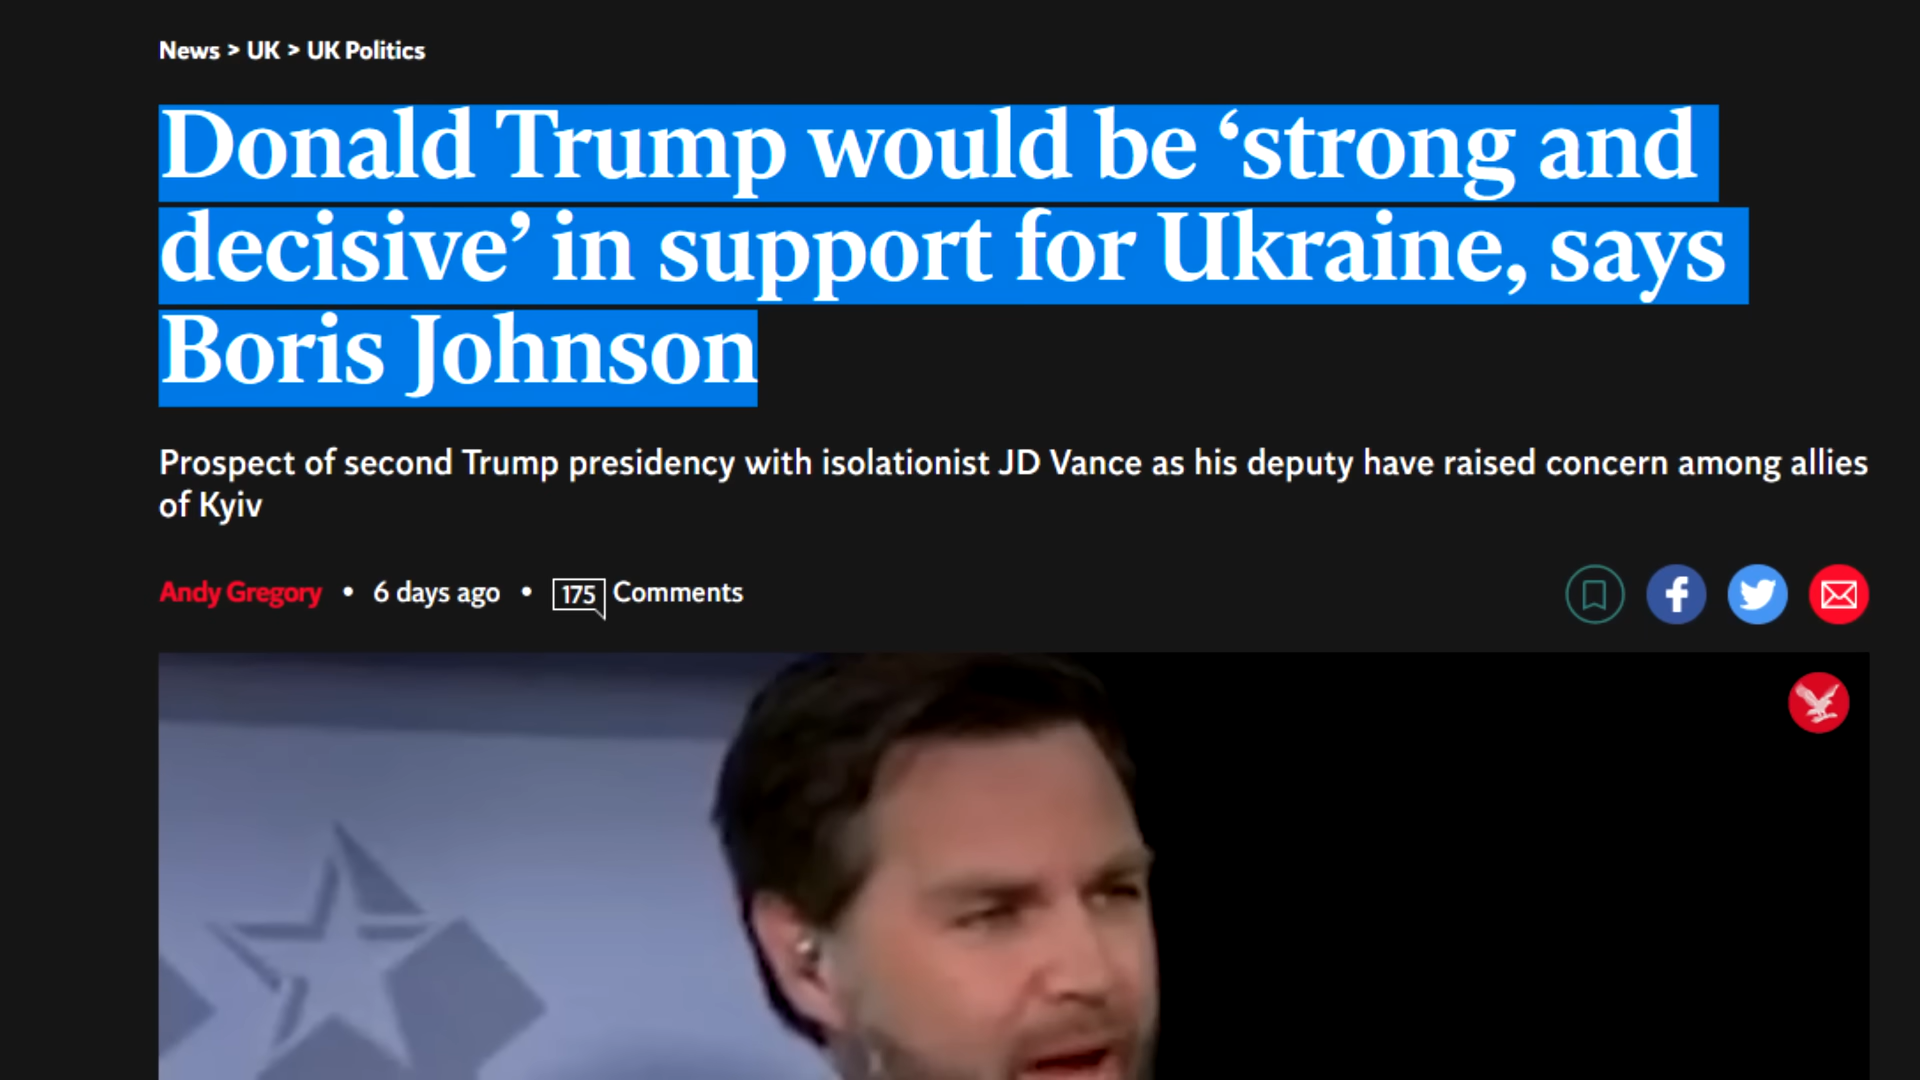 News > UK > UK Politics
Donald Trump would be ‘strong and
decisive’ in support for Ukraine, says
Boris Johnson
Prospect of second Trump presidency with isolationist JD Vance as his deputy have raised concern among allies
of Kyiv
Andy Gregory • 6 days ago • 175 Comments